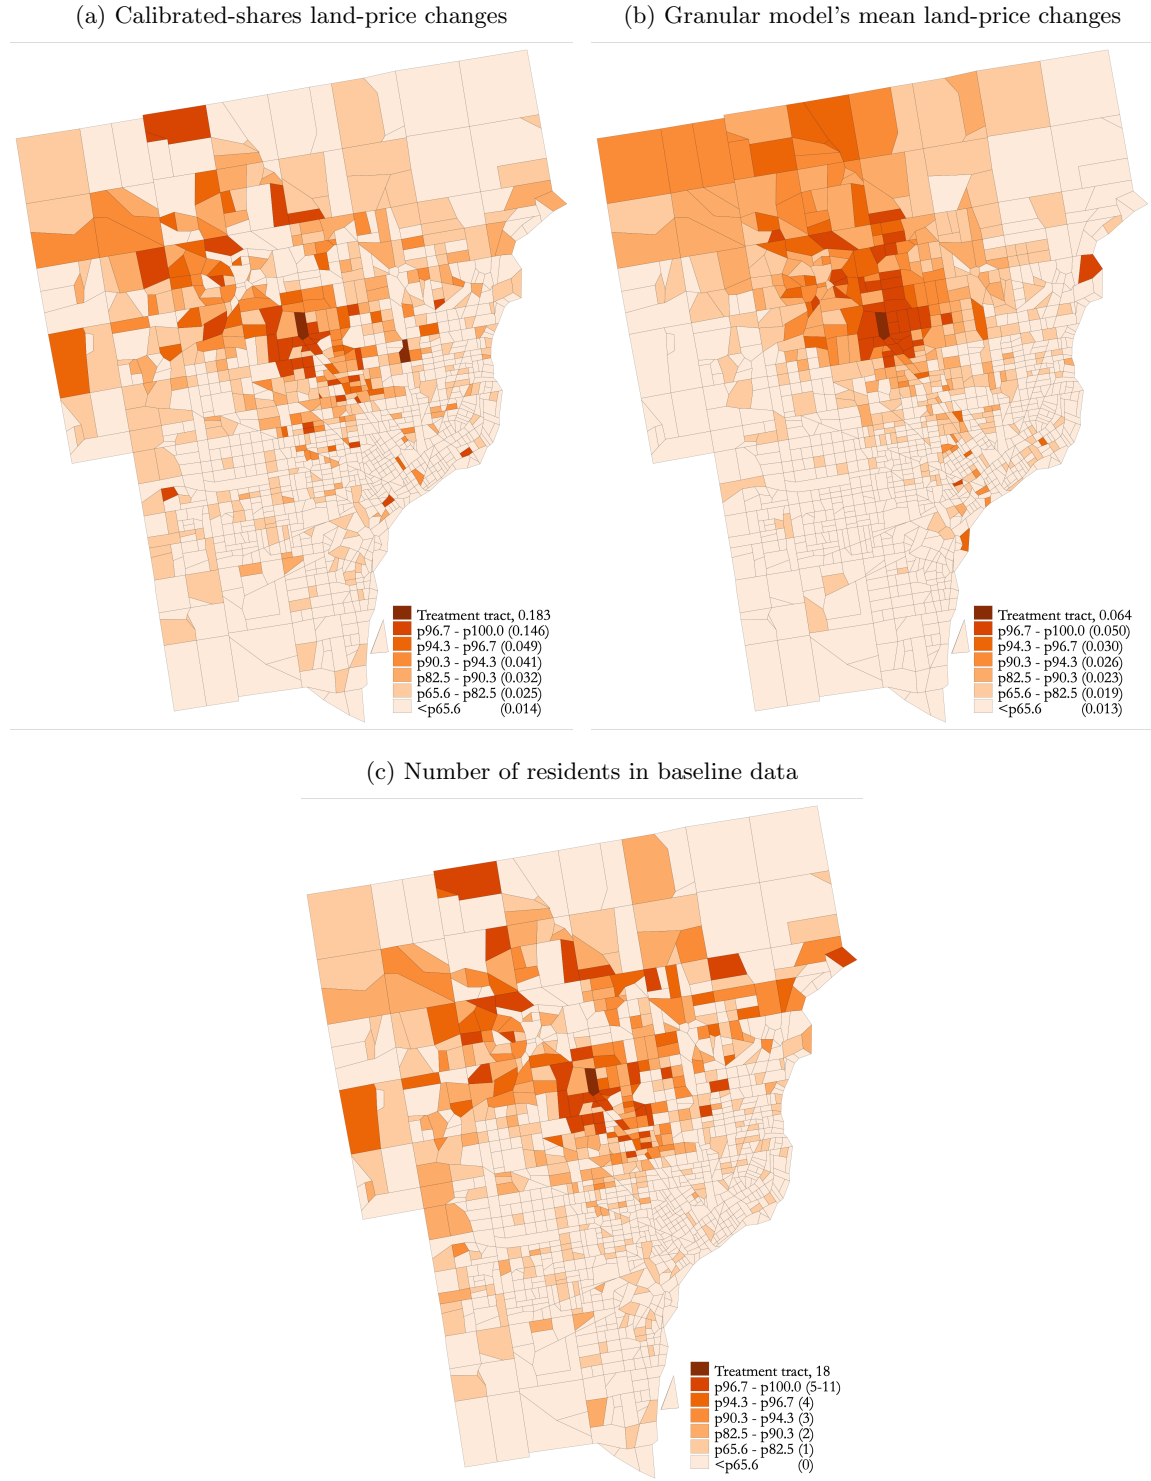 (a) Calibrated-shares land-price changes
(b) Granular model's mean land-price changes
Treatment tract, 0.183
p96.7 - p100.0 (0.146)
p94.3 - p96.7 (0.049)
p90.3 - p94.3 (0.041)
p82.5 - p90.3 (0.032)
p65.6 - p82.5 (0.025)
<p65.6 (0.014)
Treatment tract, 0.064
p96.7 - p100.0 (0.050)
p94.3 - p96.7 (0.030)
p90.3 - p94.3 (0.026)
p82.5 - p90.3 (0.023)
p65.6 - p82.5 (0.019)
<p65.6 (0.013)
(c) Number of residents in baseline data
Treatment tract, 18
p96.7 - p100.0 (5-11)
p94.3 - p96.7 (4)
p90.3 - p94.3 (3)
p82.5 - p90.3 (2)
p65.6 - p82.5 (1)
<p65.6 (0)